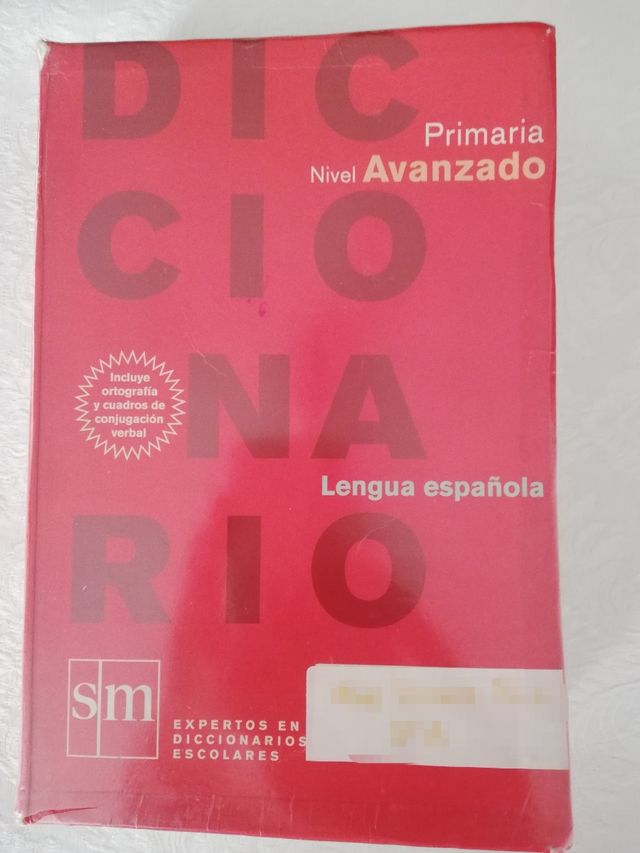 DIC
Primaria
Nivel Avanzado
CIO
Incluye
ortografía
y cuadros de
conjugación
verbal
NA
Lengua española
RIO
sm
EXPERTOS EN
DICCIONARIOS
ESCOLARES